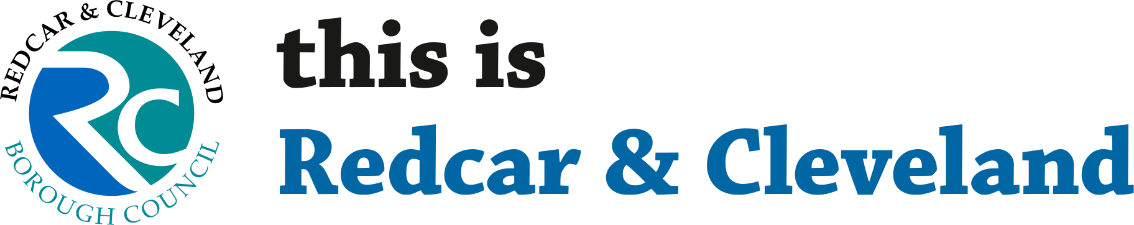 REDCAR & CLEVELAND
RC
BOROUGH COUNCIL
this is
Redcar & Cleveland